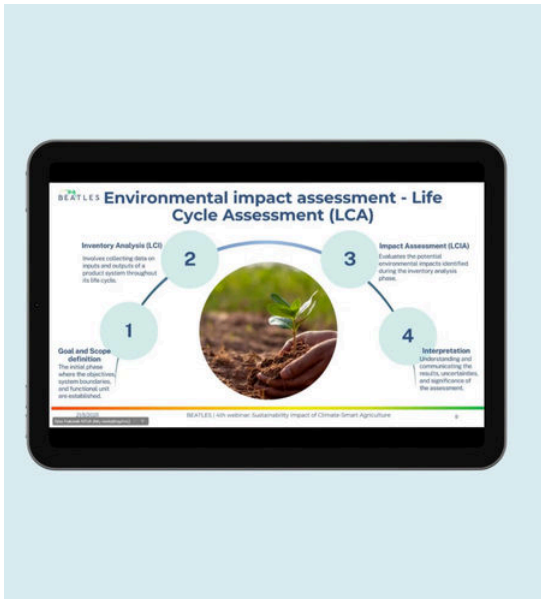 BEATLES
Environmental impact assessment - Life
Cycle Assessment (LCA)
Inventory Analysis (LCI)
Involves collecting data on
inputs and outputs of a
product system throughout
its life cycle.
2
3
Impact Assessment (LCIA)
Evaluates the potential
environmental impacts identified
during the inventory analysis
phase.
1
Goal and Scope
definition
The initial phase
where the objectives,
system boundaries,
and functional unit
are established.
4
Interpretation
Understanding and
communicating the
results, uncertainties,
and significance of
the assessment.
BEATLES | 4th webinar: Sustainability Impact of Climate Smart Agriculture